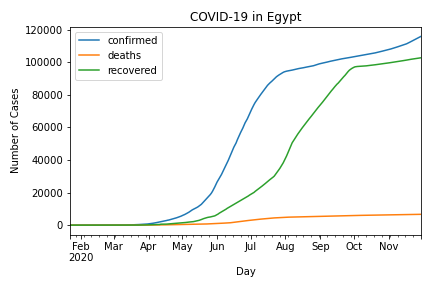 COVID-19 in Egypt
120000
100000
80000
60000
40000
20000
0
Number of Cases
confirmed
deaths
recovered
Feb Mar Apr May Jun Jul Aug Sep Oct Nov
2020
Day